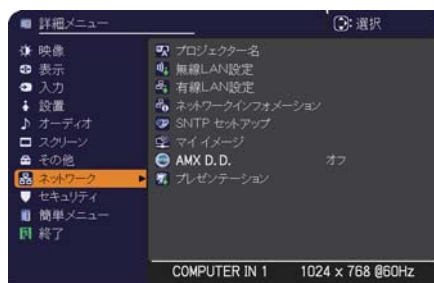 詳細メニュー
: 選択
映像
表示
入力
設置
オーディオ
スクリーン
その他
ネットワーク
セキュリティ
簡単メニュー
終了
プロジェクター名
無線LAN設定
有線LAN設定
ネットワークインフォメーション
SNTP セットアップ
マイ イメージ
AMX D. D. オフ
プレゼンテーション
COMPUTER IN 1 1024 x 768 @60Hz